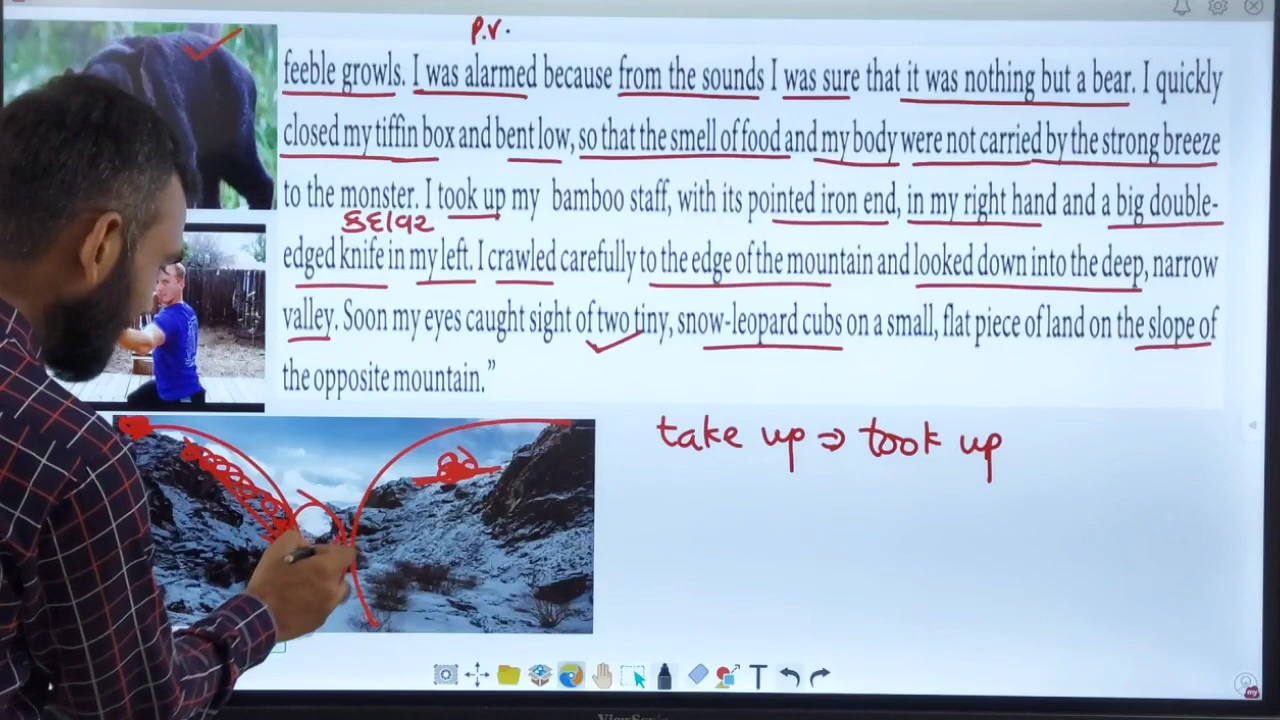 P.V.
feeble growls. I was alarmed because from the sounds I was sure that it was nothing but a bear. I quickly
closed my tiffin box and bent low, so that the smell of food and my body were not carried by the strong breeze
to the monster. I took up my bamboo staff, with its pointed iron end, in my right hand and a big double-
edged knife in my left. I crawled carefully to the edge of the mountain and looked down into the deep, narrow
valley. Soon my eyes caught sight of two tiny, snow-leopard cubs on a small, flat piece of land on the slope of
the opposite mountain.”
take up ⇒ took up
T
my